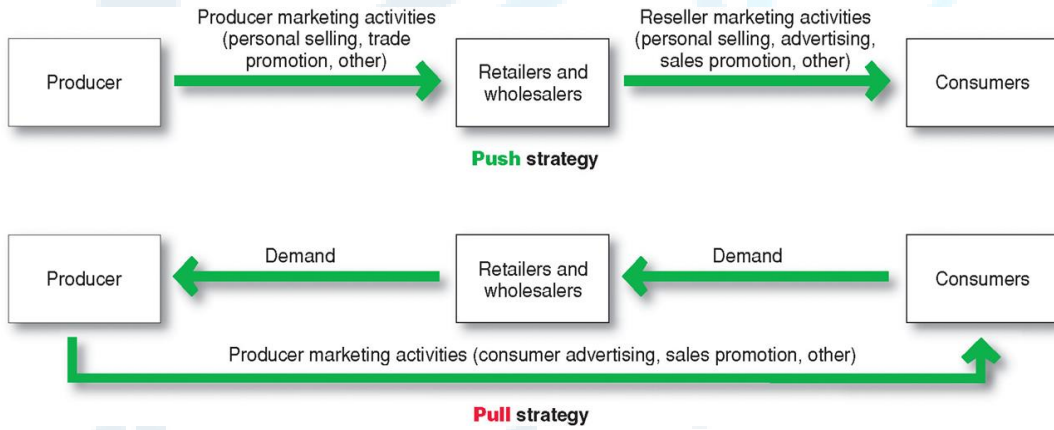 Producer marketing activities
(personal selling, trade
promotion, other)
Reseller marketing activities
(personal selling, advertising,
sales promotion, other)
Producer
Retailers and
wholesalers
Consumers
Push strategy
Producer
Demand
Retailers and
wholesalers
Demand
Consumers
Producer marketing activities (consumer advertising, sales promotion, other)
Pull strategy